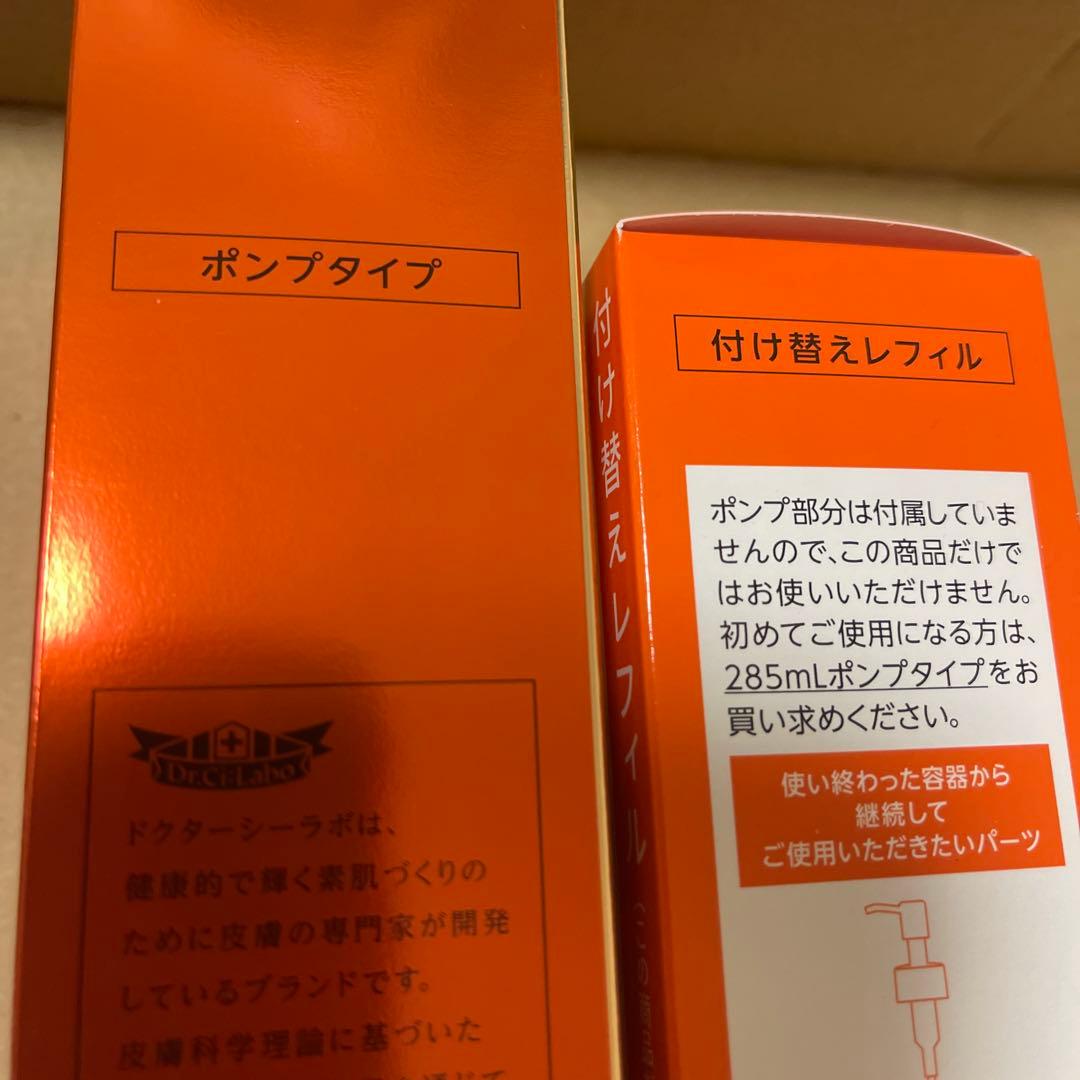 ポンプタイプ
Dr.Ci:Labo
ドクターシーラボは、
健康的で輝く素肌づくりの
ために皮膚の専門家が開発
しているブランドです。
皮膚科学理論に基づいた
付け替えレフィル
付け替えレフィル
ポンプ部分は付属していま
せんので、この商品だけで
はお使いいただけません。
初めてご使用になる方は、
285mLポンプタイプをお
買い求めください。
使い終わった容器から
継続して
ご使用いただきたいパーツ